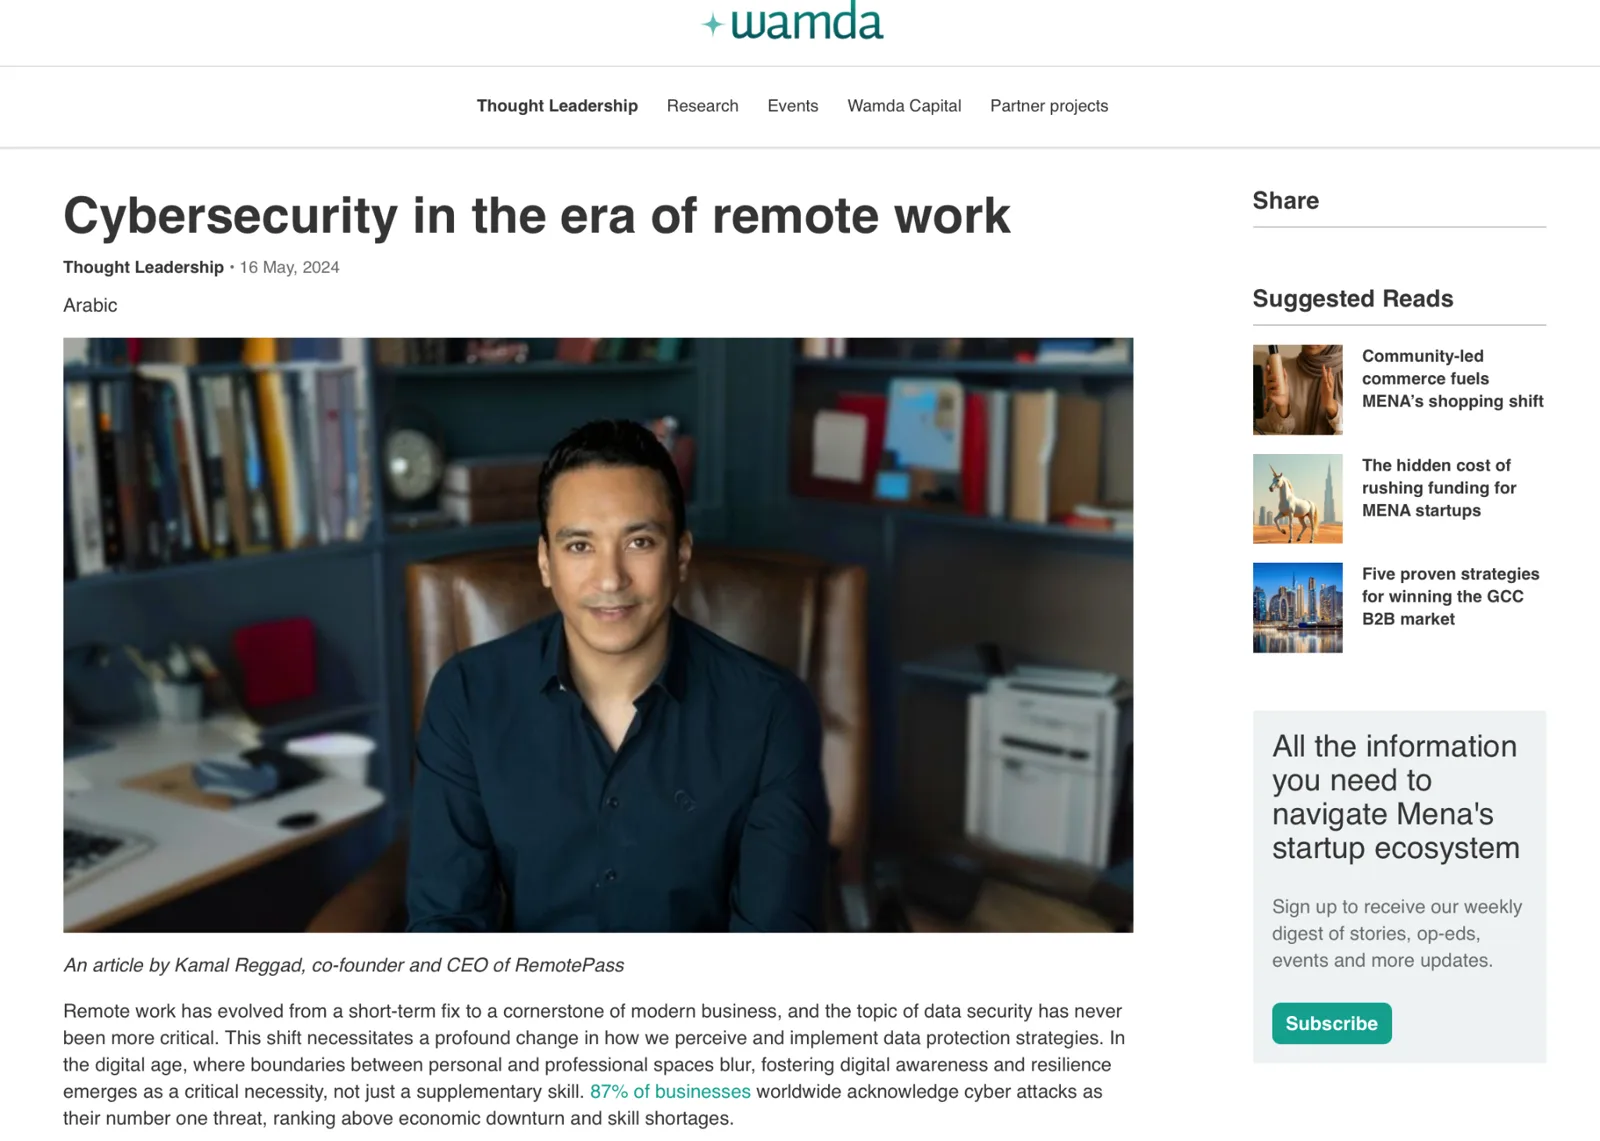 wamda
Thought Leadership Research Events Wamda Capital Partner projects
Cybersecurity in the era of remote work
Thought Leadership • 16 May, 2024
Arabic
An article by Kamal Reggad, co-founder and CEO of RemotePass
Remote work has evolved from a short-term fix to a cornerstone of modern business, and the topic of data security has never
been more critical. This shift necessitates a profound change in how we perceive and implement data protection strategies. In
the digital age, where boundaries between personal and professional spaces blur, fostering digital awareness and resilience
emerges as a critical necessity, not just a supplementary skill. 87% of businesses worldwide acknowledge cyber attacks as
their number one threat, ranking above economic downturn and skill shortages.
Share
Suggested Reads
Community-led
commerce fuels
MENA’s shopping shift
The hidden cost of
rushing funding for
MENA startups
Five proven strategies
for winning the GCC
B2B market
All the information
you need to
navigate Mena's
startup ecosystem
Sign up to receive our weekly
digest of stories, op-eds,
events and more updates.
Subscribe